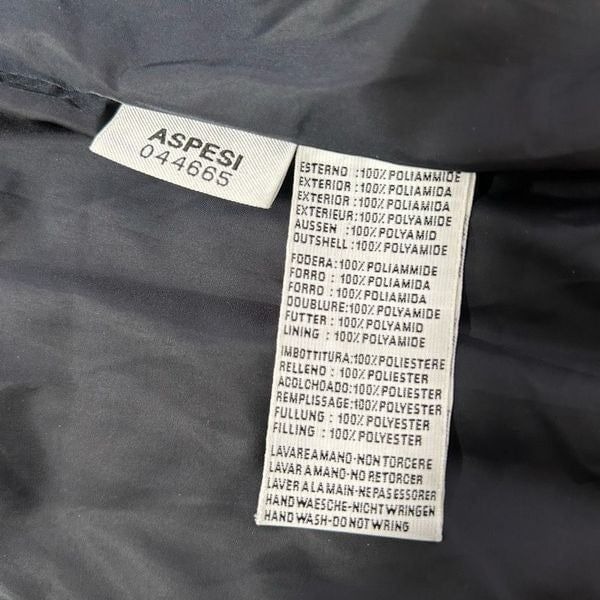 ASPESI
044665
ESTERNO :100% POLIAMMIDE
EXTERIOR :100% POLIAMIDA
EXTERIOR :100% POLIAMIDA
EXTERIEUR:100% POLYAMIDE
AUSSEN :100% POLYAMID
OUTSHELL :100% POLYAMIDE
FODERA:100% POLIAMMIDE
FORRO :100% POLIAMIDA
FORRO :100% POLIAMIDA
DOUBLURE:100% POLYAMIDE
FUTTER :100% POLYAMID
LINING :100% POLYAMIDE
IMBOTTITURA:100% POLIESTERE
RELLENO :100% POLIESTER
ACOLCHOADO:100% POLIESTER
REMPLISSAGE:100% POLYESTER
FULLUNG :100% POLYESTER
FILLING :100% POLYESTER
LAVARE A MANO-NON TORCERE
LAVAR A MANO-NO RETORCER
LAVER A LA MAIN-NE PAS ESSORER
HANDWAESCHE-NICHT WRINGEN
HAND WASH-DO NOT WRING